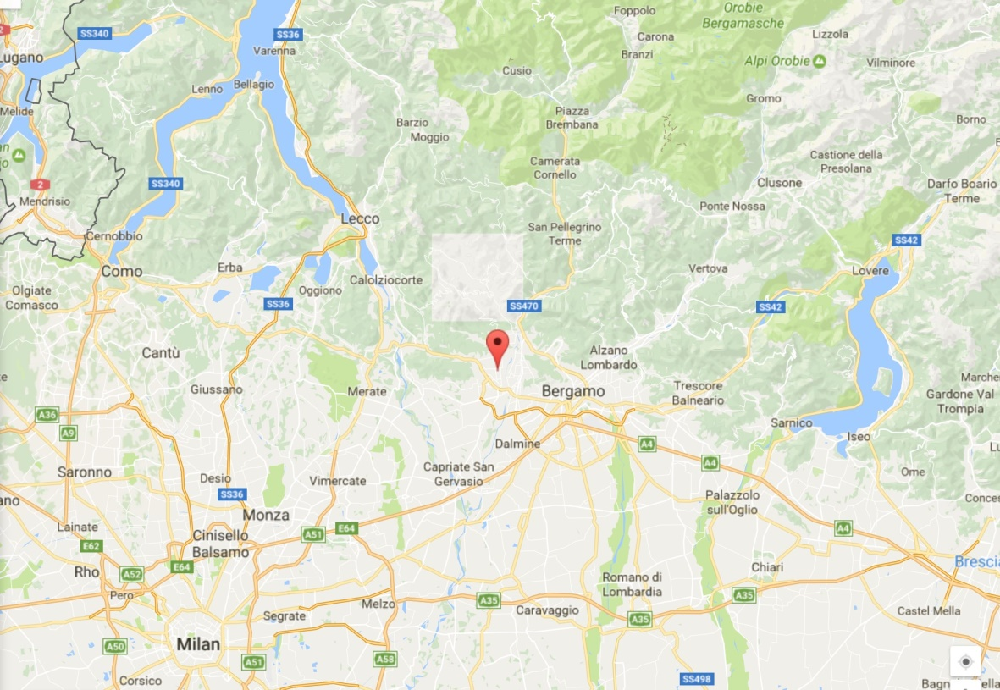 Foppolo
Orobie
Bergamasche
2
SS340
SS36
Carona
Lizzola
Lugano
Varenna
Branzi
Alpi Orobie
Vilminore
Cusio
Lenno
Bellagio
Gromo
Melide
Piazza
Brembana
Barzio
Moggio
Borno
Camerata
Cornello
Castione della
Presolana
2
SS340
Clusone
Darfo Boario
Terme
Mendrisio
Ponte Nossa
Lecco
San Pellegrino
Terme
Cernobbio
SS42
Como
Erba
Calolziocorte
Vertova
Lovere
Olgiate
Comasco
Oggiono
SS36
SS470
SS42
Cantù
Alzano
Lombardo
Giussano
Merate
Bergamo
Trescore
Balneario
Marche
Gardone Val
Trompia
A36
A9
Sarnico
Iseo
Dalmine
A4
A4
Saronno
Capriate San
Gervasio
Ome
Desio
Vimercate
SS36
Palazzolo
sull'Oglio
Concer
Monza
Lainate
A51
E64
A4
Cinisello
Balsamo
E62
E64
Rho
A52
Chiari
Brescia
Pero
Romano di
Lombardia
A35
A35
Melzo
Segrate
Caravaggio
A35
Castel Mella
Milan
A50
A51
A58
Corsico
SS498